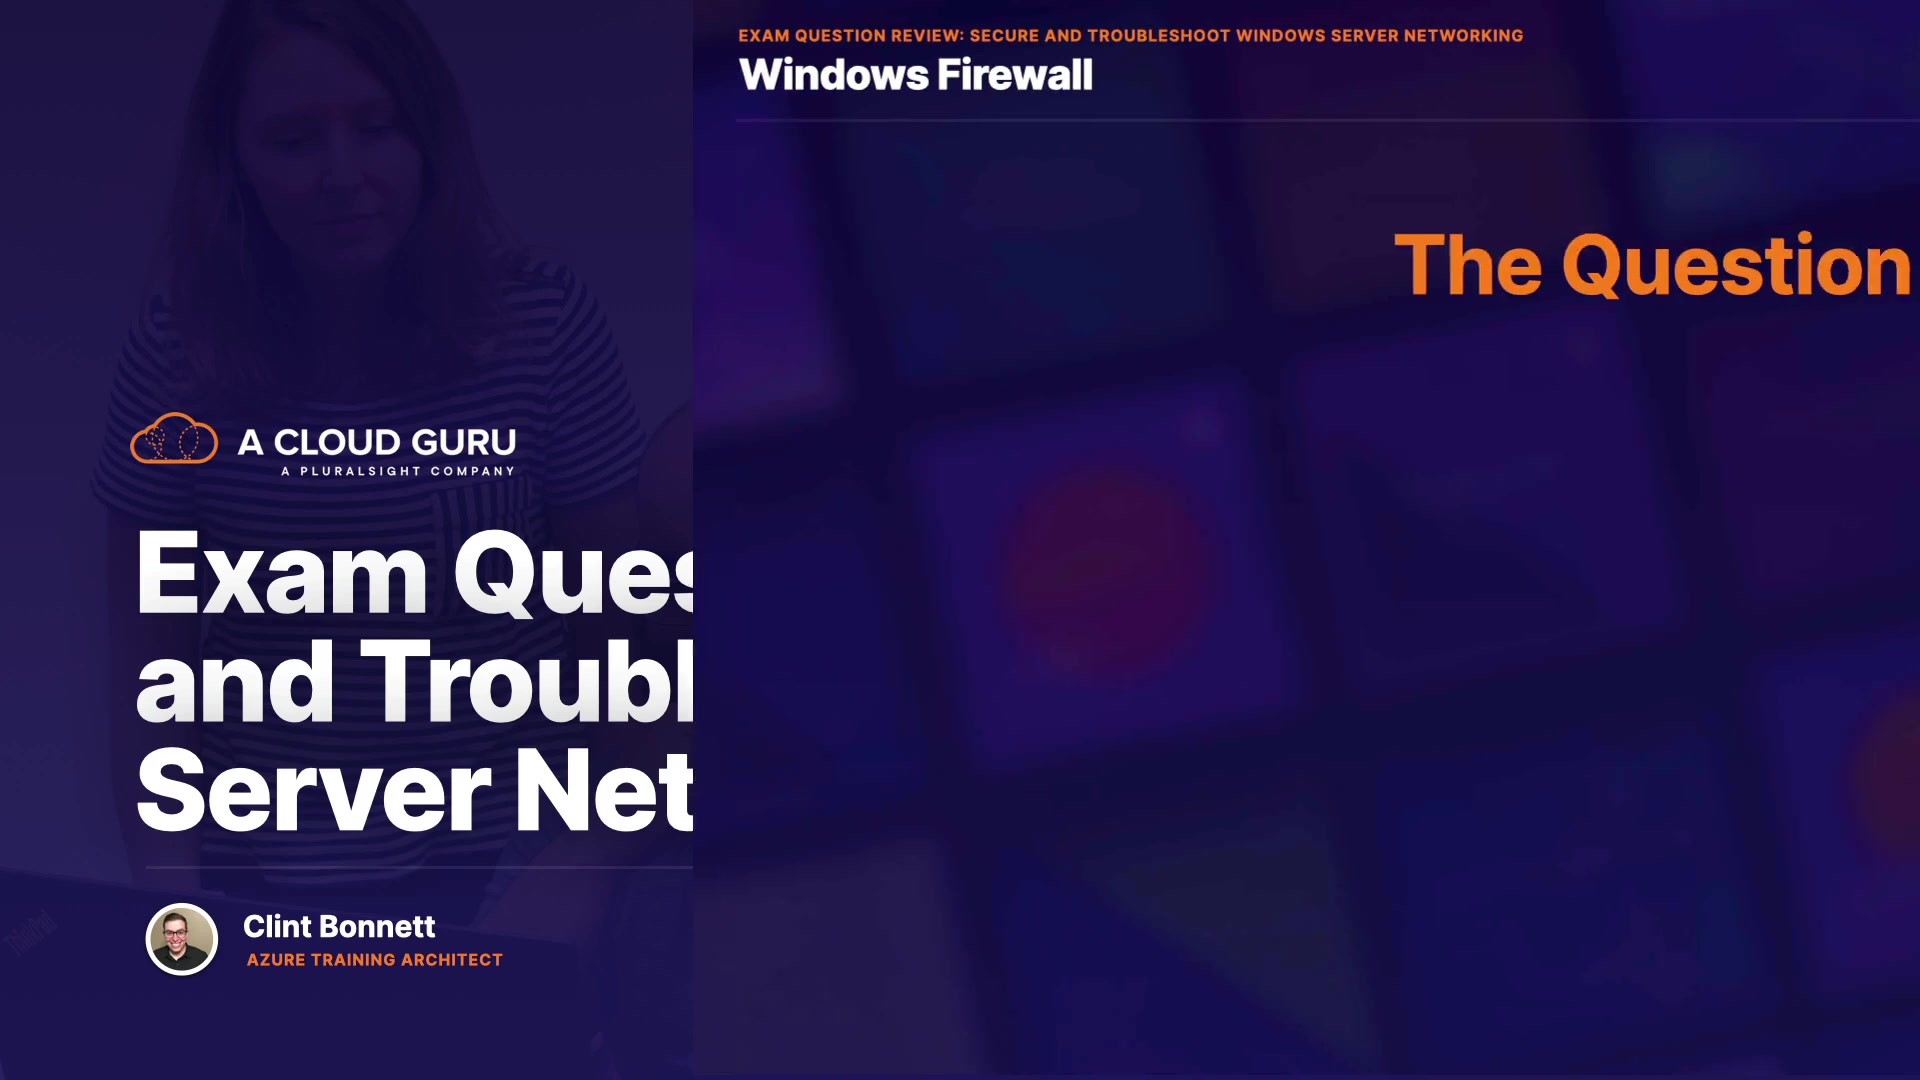 A CLOUD GURU
A PLURALSIGHT COMPANY
Exam Ques
and Troubl
Server Net
Clint Bonnett
AZURE TRAINING ARCHITECT
EXAM QUESTION REVIEW: SECURE AND TROUBLESHOOT WINDOWS SERVER NETWORKING
Windows Firewall
The Question